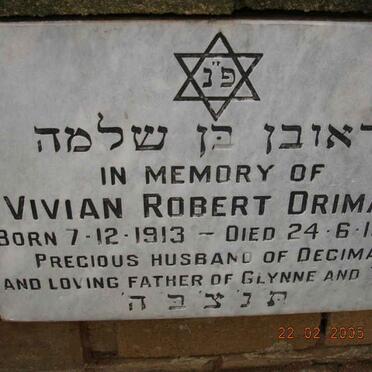 פ"נ
ראובן בן שלמה
IN MEMORY OF
VIVIAN ROBERT DRIMA
BORN 7-12-1913 – DIED 24-6-1
PRECIOUS HUSBAND OF DECIMA
AND LOVING FATHER OF GLYNNE AND
ת' נ' צ' ב' ה'
22 02 2005